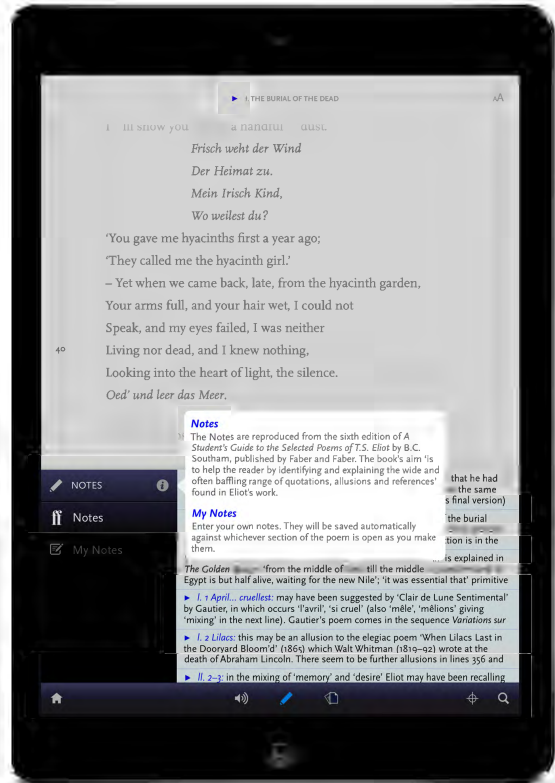 I. THE BURIAL OF THE DEAD
AA
I show you a handful dust.
Frisch weht der Wind
Der Heimat zu.
Mein Irisch Kind,
Wo weilest du?
‘You gave me hyacinths first a year ago;
‘They called me the hyacinth girl.’
– Yet when we came back, late, from the hyacinth garden,
Your arms full, and your hair wet, I could not
Speak, and my eyes failed, I was neither
40 Living nor dead, and I knew nothing,
Looking into the heart of light, the silence.
Oed’ und leer das Meer.
Notes
The Notes are reproduced from the sixth edition of A
Student’s Guide to the Selected Poems of T.S. Eliot by B.C.
Southam, published by Faber and Faber. The book’s aim ‘is
to help the reader by identifying and explaining the wide and
often baffling range of quotations, allusions and references’
found in Eliot’s work.
My Notes
Enter your own notes. They will be saved automatically
against whichever section of the poem is open as you make
them.
NOTES
ff Notes
My Notes
that he had
the same
final version)
the burial
is in the
is explained in
The Golden ‘from the middle of till the middle
Egypt is but half alive, waiting for the new Nile’; ‘it was essential that’ primitive
► l. 1 April... cruellest: may have been suggested by ‘Clair de Lune Sentimental’
by Gautier, in which occurs ‘l’avril’, ‘si cruel’ (also ‘mêle’, ‘mêlions’ giving
‘mixing’ in the next line). Gautier’s poem comes in the sequence Variations sur
► l. 2 Lilacs: this may be an allusion to the elegiac poem ‘When Lilacs Last in
the Dooryard Bloom’d’ (1865) which Walt Whitman (1819–92) wrote at the
death of Abraham Lincoln. There seem to be further allusions in lines 356 and
► ll. 2–3: in the mixing of ‘memory’ and ‘desire’ Eliot may have been recalling